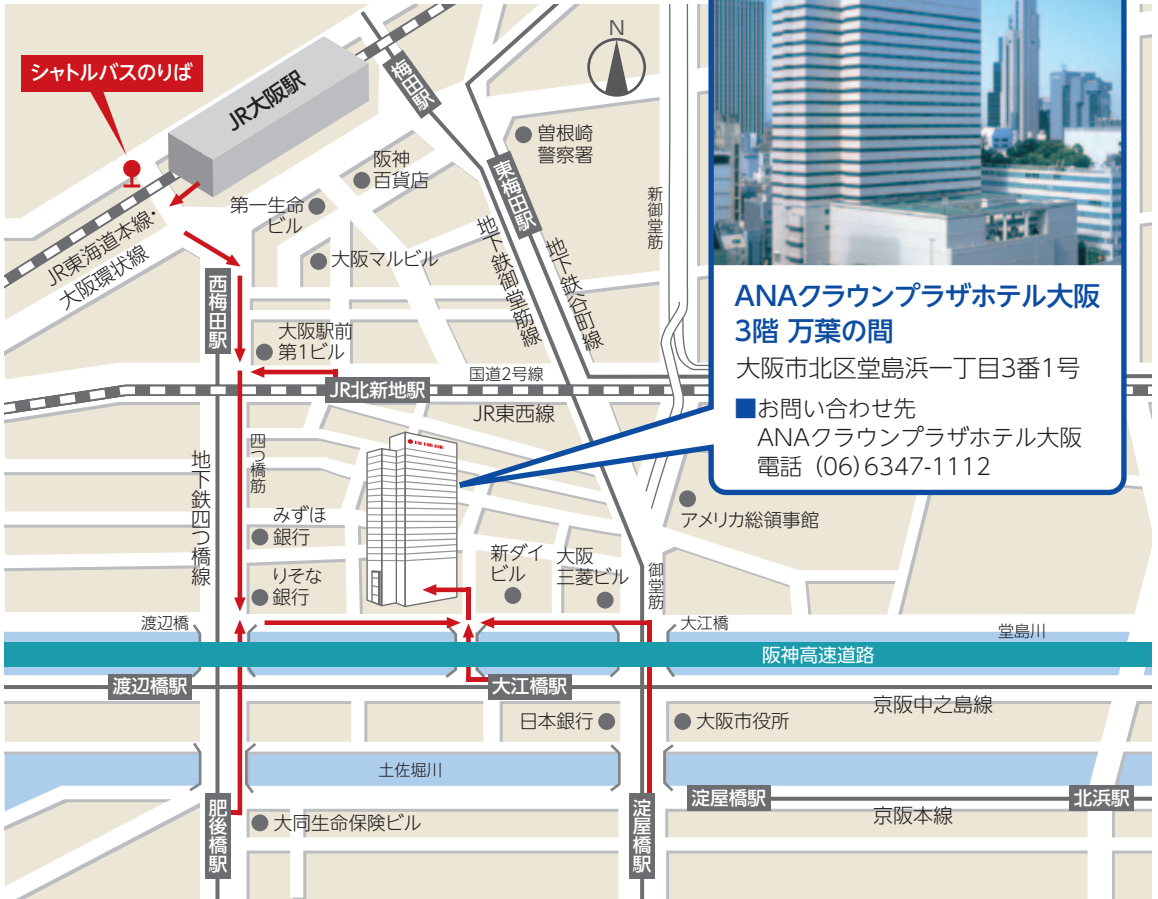 シャトルバスのりば
JR大阪駅
梅田駅
N
曽根崎
警察署
阪神
百貨店
東梅田駅
新御堂筋
第一生命
ビル
JR東海道本線・
大阪環状線
大阪マルビル
地下鉄御堂筋線
地下鉄谷町線
西梅田駅
大阪駅前
第1ビル
国道2号線
JR北新地駅
JR東西線
ANAクラウンプラザホテル大阪
3階 万葉の間
大阪市北区堂島浜一丁目3番1号
■お問い合わせ先
ANAクラウンプラザホテル大阪
電話 (06)6347-1112
四つ橋筋
地下鉄四つ橋線
みずほ
銀行
アメリカ総領事館
新ダイ
ビル
大阪
三菱ビル
りそな
銀行
御堂筋
渡辺橋
大江橋
堂島川
阪神高速道路
渡辺橋駅
大江橋駅
京阪中之島線
日本銀行
大阪市役所
土佐堀川
肥後橋駅
淀屋橋駅
淀屋橋駅
北浜駅
京阪本線
大同生命保険ビル